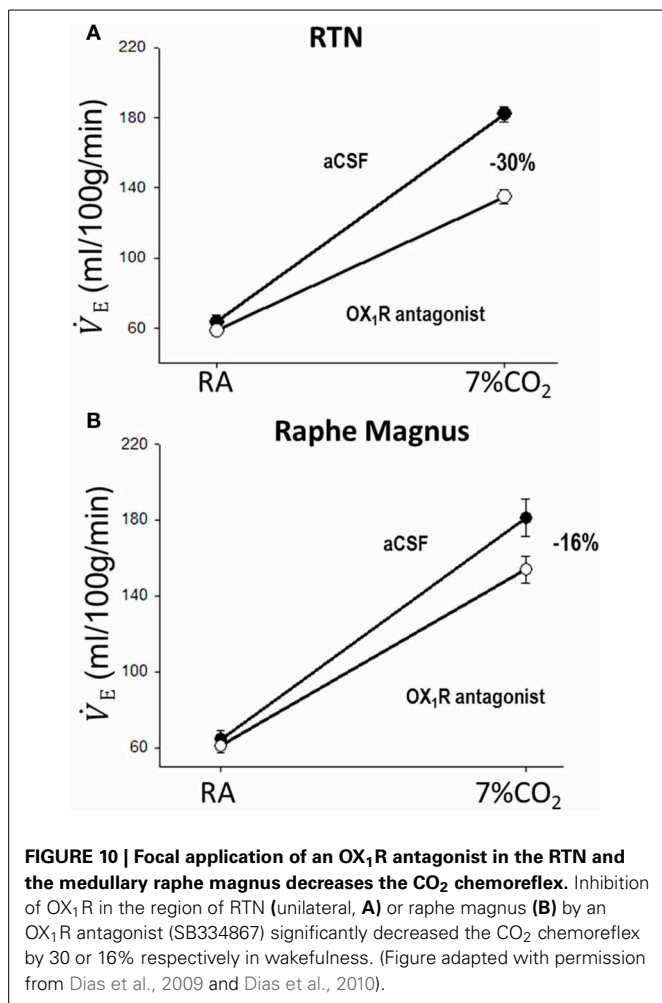 A
RTN
220
180
140
100
60
V̇E (ml/100g/min)
aCSF
-30%
OX₁R antagonist
RA
7%CO₂
B
Raphe Magnus
220
180
140
100
60
V̇E (ml/100g/min)
aCSF
-16%
OX₁R antagonist
RA
7%CO₂
FIGURE 10 | Focal application of an OX₁R antagonist in the RTN and
the medullary raphe magnus decreases the CO₂ chemoreflex. Inhibition
of OX₁R in the region of RTN (unilateral, A) or raphe magnus (B) by an
OX₁R antagonist (SB334867) significantly decreased the CO₂ chemoreflex
by 30 or 16% respectively in wakefulness. (Figure adapted with permission
from Dias et al., 2009 and Dias et al., 2010).